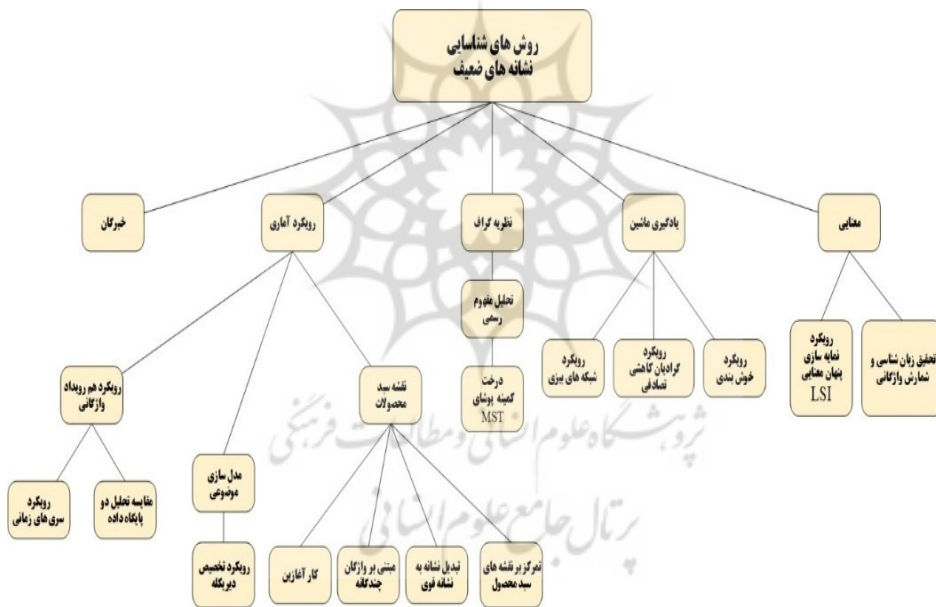 روش های شناسایی
نشانه های ضعیف
معنایی
یادگیری ماشین
نظریه گراف
رویکرد آماری
خبرگان
تحقیق زبان شناسی و
شمارش واژگانی
رویکرد
نمایه سازی
پنهان معنایی
LSI
رویکرد
خوش بندی
رویکرد
گرادیان کاهشی
تصادفی
رویکرد
شبکه های بیزی
تحلیل مفهوم
رسمی
درخت
کمینه پوشای
MST
نقشه سبد
محصولات
مدل سازی
موضوعی
رویکرد هم رویداد
واژگانی
تمرکز بر نقشه های
سبد محصول
تبدیل نشانه به
نشانه قوی
مبتنی بر واژگان
چندگانه
کار آغازین
رویکرد تخصیص
دیریکله
مقایسه تحلیل دو
پایگاه داده
رویکرد
سری های زمانی
پژوهشگاه علوم انسانی و مطالعات فرهنگی
پرتال جامع علوم انسانی